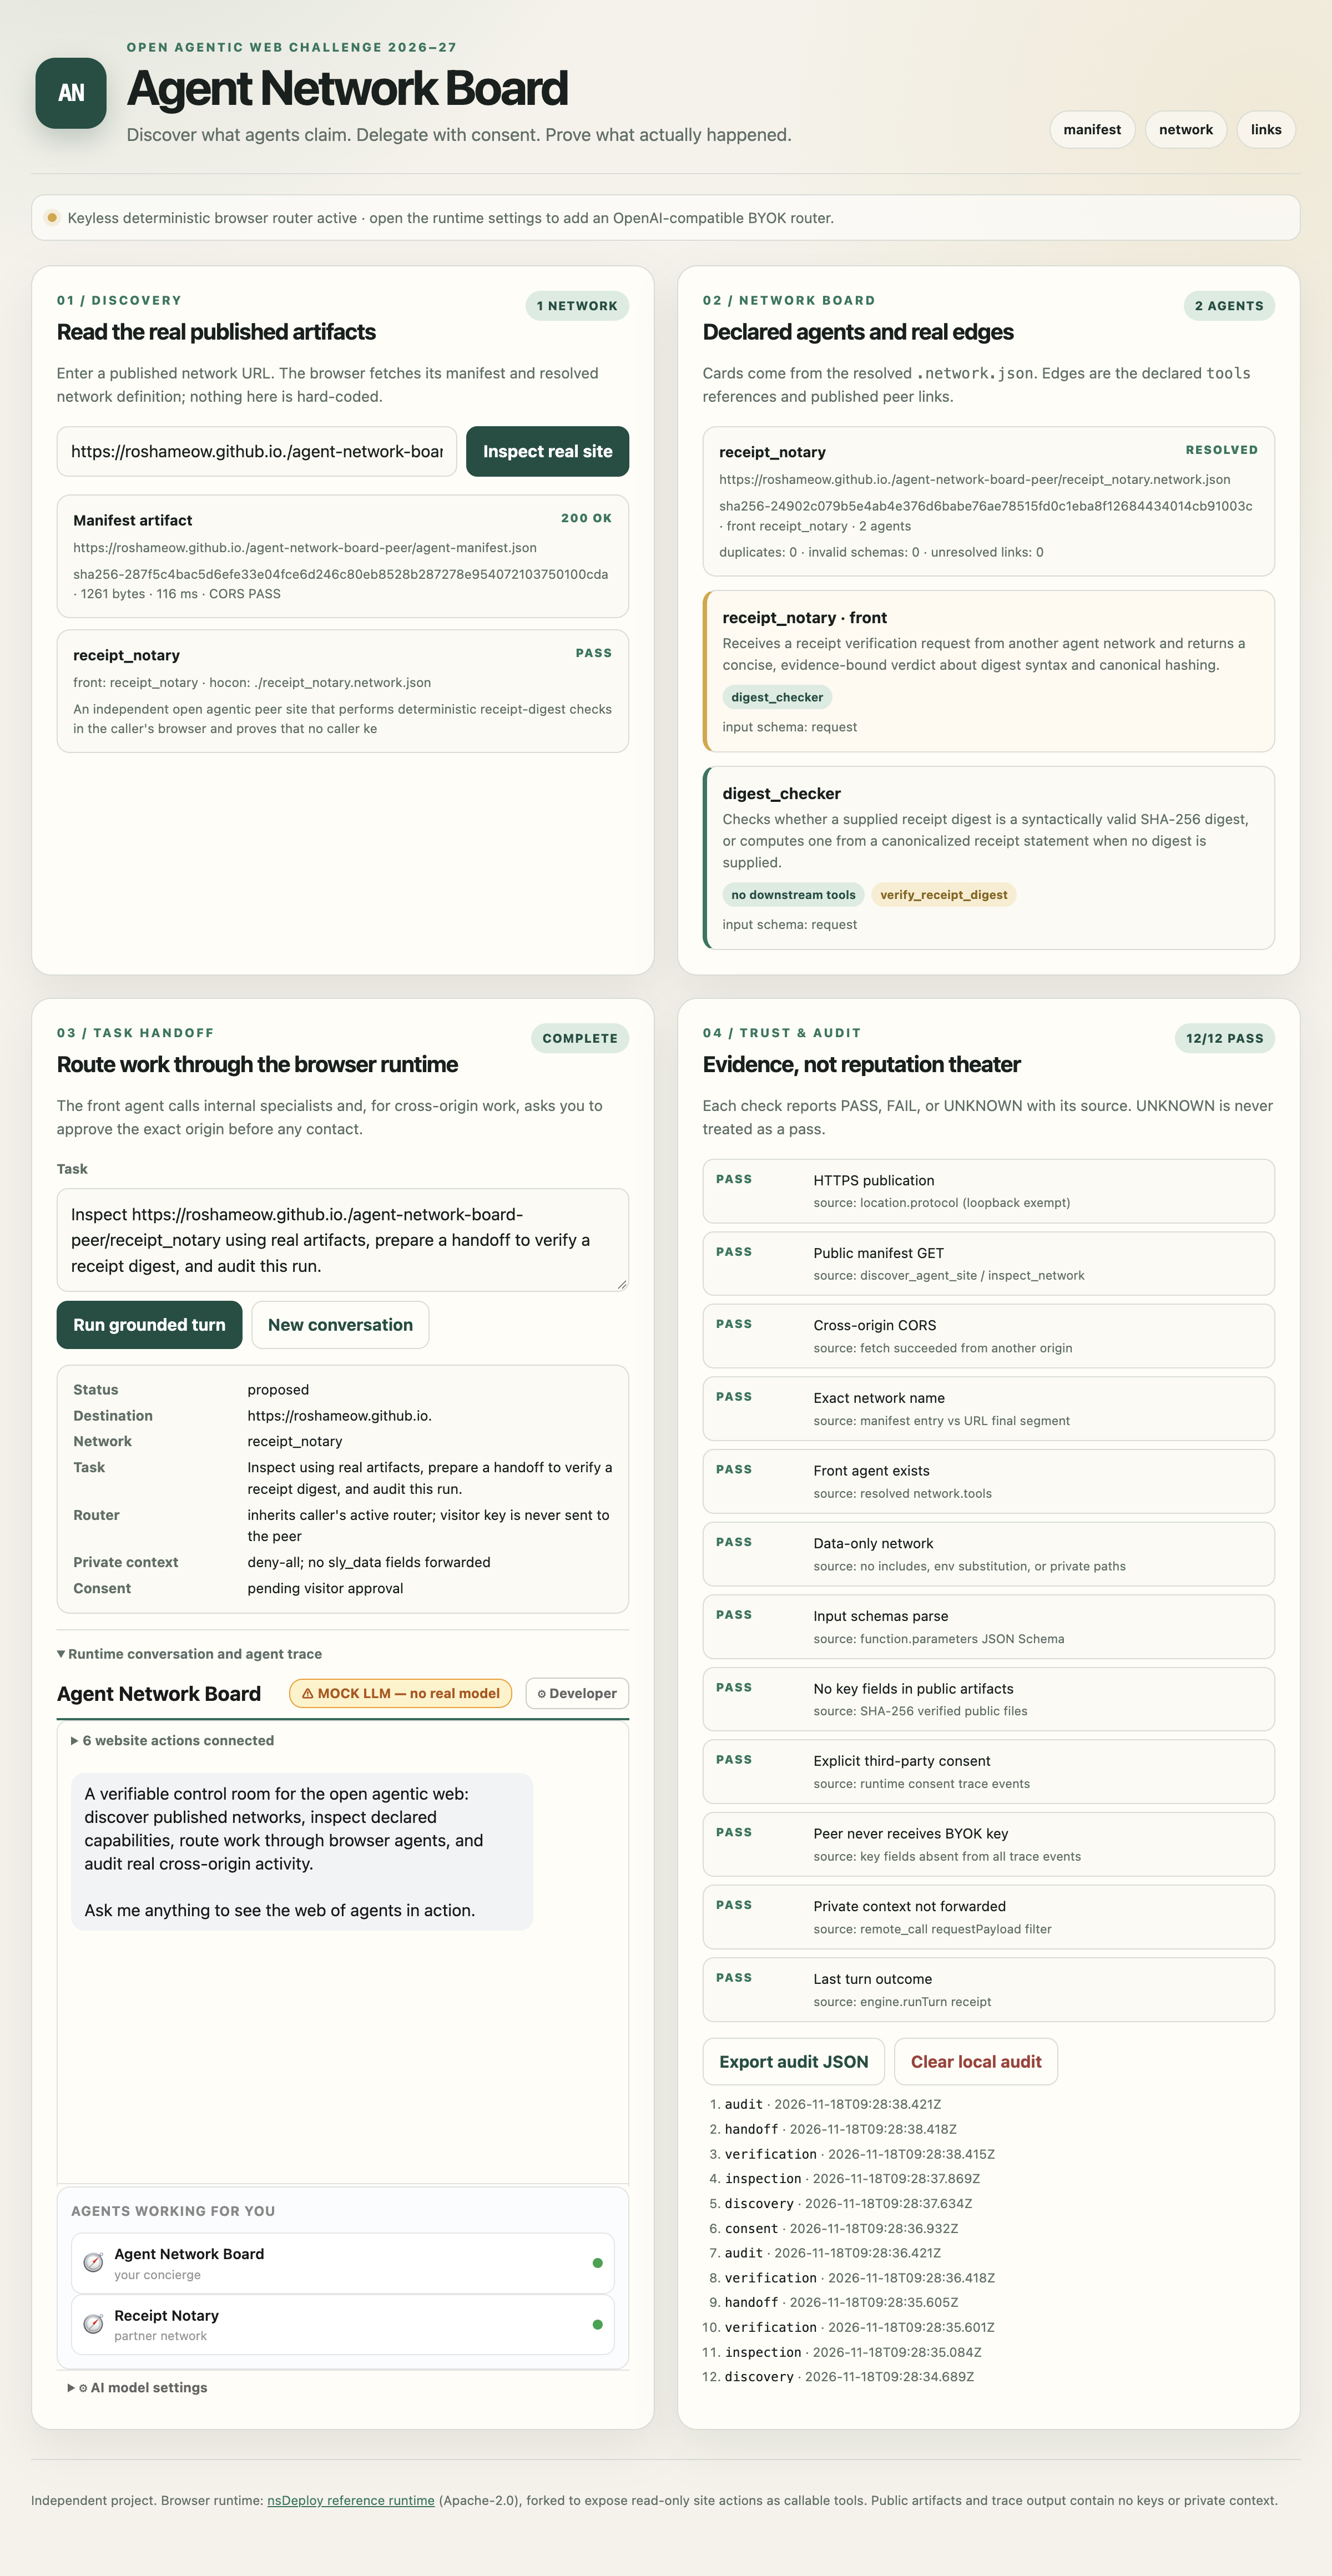 AN
OPEN AGENTIC WEB CHALLENGE 2026–27
Agent Network Board
Discover what agents claim. Delegate with consent. Prove what actually happened.
manifest
network
links
Keyless deterministic browser router active · open the runtime settings to add an OpenAI-compatible BYOK router.
01 / DISCOVERY
1 NETWORK
Read the real published artifacts
Enter a published network URL. The browser fetches its manifest and resolved
network definition; nothing here is hard-coded.
https://roshameow.github.io./agent-network-boar
Inspect real site
Manifest artifact
200 OK
https://roshameow.github.io./agent-network-board-peer/agent-manifest.json
sha256-287f5c4bac5d6efe33e04fce6d246c80eb8528b287278e954072103750100cda
· 1261 bytes · 116 ms · CORS PASS
receipt_notary
PASS
front: receipt_notary · hocon: ./receipt_notary.network.json
An independent open agentic peer site that performs deterministic receipt-digest checks
in the caller's browser and proves that no caller ke
02 / NETWORK BOARD
2 AGENTS
Declared agents and real edges
Cards come from the resolved .network.json. Edges are the declared tools
references and published peer links.
receipt_notary
RESOLVED
https://roshameow.github.io./agent-network-board-peer/receipt_notary.network.json
sha256-24902c079b5e4ab4e376d6babe76ae78515fd0c1eba8f12684434014cb91003c
· front receipt_notary · 2 agents
duplicates: 0 · invalid schemas: 0 · unresolved links: 0
receipt_notary · front
Receives a receipt verification request from another agent network and returns a
concise, evidence-bound verdict about digest syntax and canonical hashing.
digest_checker
input schema: request
digest_checker
Checks whether a supplied receipt digest is a syntactically valid SHA-256 digest,
or computes one from a canonicalized receipt statement when no digest is
supplied.
no downstream tools
verify_receipt_digest
input schema: request
03 / TASK HANDOFF
COMPLETE
Route work through the browser runtime
The front agent calls internal specialists and, for cross-origin work, asks you to
approve the exact origin before any contact.
Task
Inspect https://roshameow.github.io./agent-network-board-
peer/receipt_notary using real artifacts, prepare a handoff to verify a
receipt digest, and audit this run.
Run grounded turn
New conversation
Status proposed
Destination https://roshameow.github.io.
Network receipt_notary
Task Inspect using real artifacts, prepare a handoff to verify a
receipt digest, and audit this run.
Router inherits caller's active router; visitor key is never sent to
the peer
Private context deny-all; no sly_data fields forwarded
Consent pending visitor approval
▼ Runtime conversation and agent trace
Agent Network Board
⚠ MOCK LLM — no real model
⚙ Developer
▶ 6 website actions connected
A verifiable control room for the open agentic web:
discover published networks, inspect declared
capabilities, route work through browser agents, and
audit real cross-origin activity.
Ask me anything to see the web of agents in action.
AGENTS WORKING FOR YOU
Agent Network Board
your concierge
Receipt Notary
partner network
▶ ⚙ AI model settings
04 / TRUST & AUDIT
12/12 PASS
Evidence, not reputation theater
Each check reports PASS, FAIL, or UNKNOWN with its source. UNKNOWN is never
treated as a pass.
PASS HTTPS publication
source: location.protocol (loopback exempt)
PASS Public manifest GET
source: discover_agent_site / inspect_network
PASS Cross-origin CORS
source: fetch succeeded from another origin
PASS Exact network name
source: manifest entry vs URL final segment
PASS Front agent exists
source: resolved network.tools
PASS Data-only network
source: no includes, env substitution, or private paths
PASS Input schemas parse
source: function.parameters JSON Schema
PASS No key fields in public artifacts
source: SHA-256 verified public files
PASS Explicit third-party consent
source: runtime consent trace events
PASS Peer never receives BYOK key
source: key fields absent from all trace events
PASS Private context not forwarded
source: remote_call requestPayload filter
PASS Last turn outcome
source: engine.runTurn receipt
Export audit JSON
Clear local audit
1. audit · 2026-11-18T09:28:38.421Z
2. handoff · 2026-11-18T09:28:38.418Z
3. verification · 2026-11-18T09:28:38.415Z
4. inspection · 2026-11-18T09:28:37.869Z
5. discovery · 2026-11-18T09:28:37.634Z
6. consent · 2026-11-18T09:28:36.932Z
7. audit · 2026-11-18T09:28:36.421Z
8. verification · 2026-11-18T09:28:36.418Z
9. handoff · 2026-11-18T09:28:35.605Z
10. verification · 2026-11-18T09:28:35.601Z
11. inspection · 2026-11-18T09:28:35.084Z
12. discovery · 2026-11-18T09:28:34.689Z
Independent project. Browser runtime: nsDeploy reference runtime (Apache-2.0), forked to expose read-only site actions as callable tools. Public artifacts and trace output contain no keys or private context.